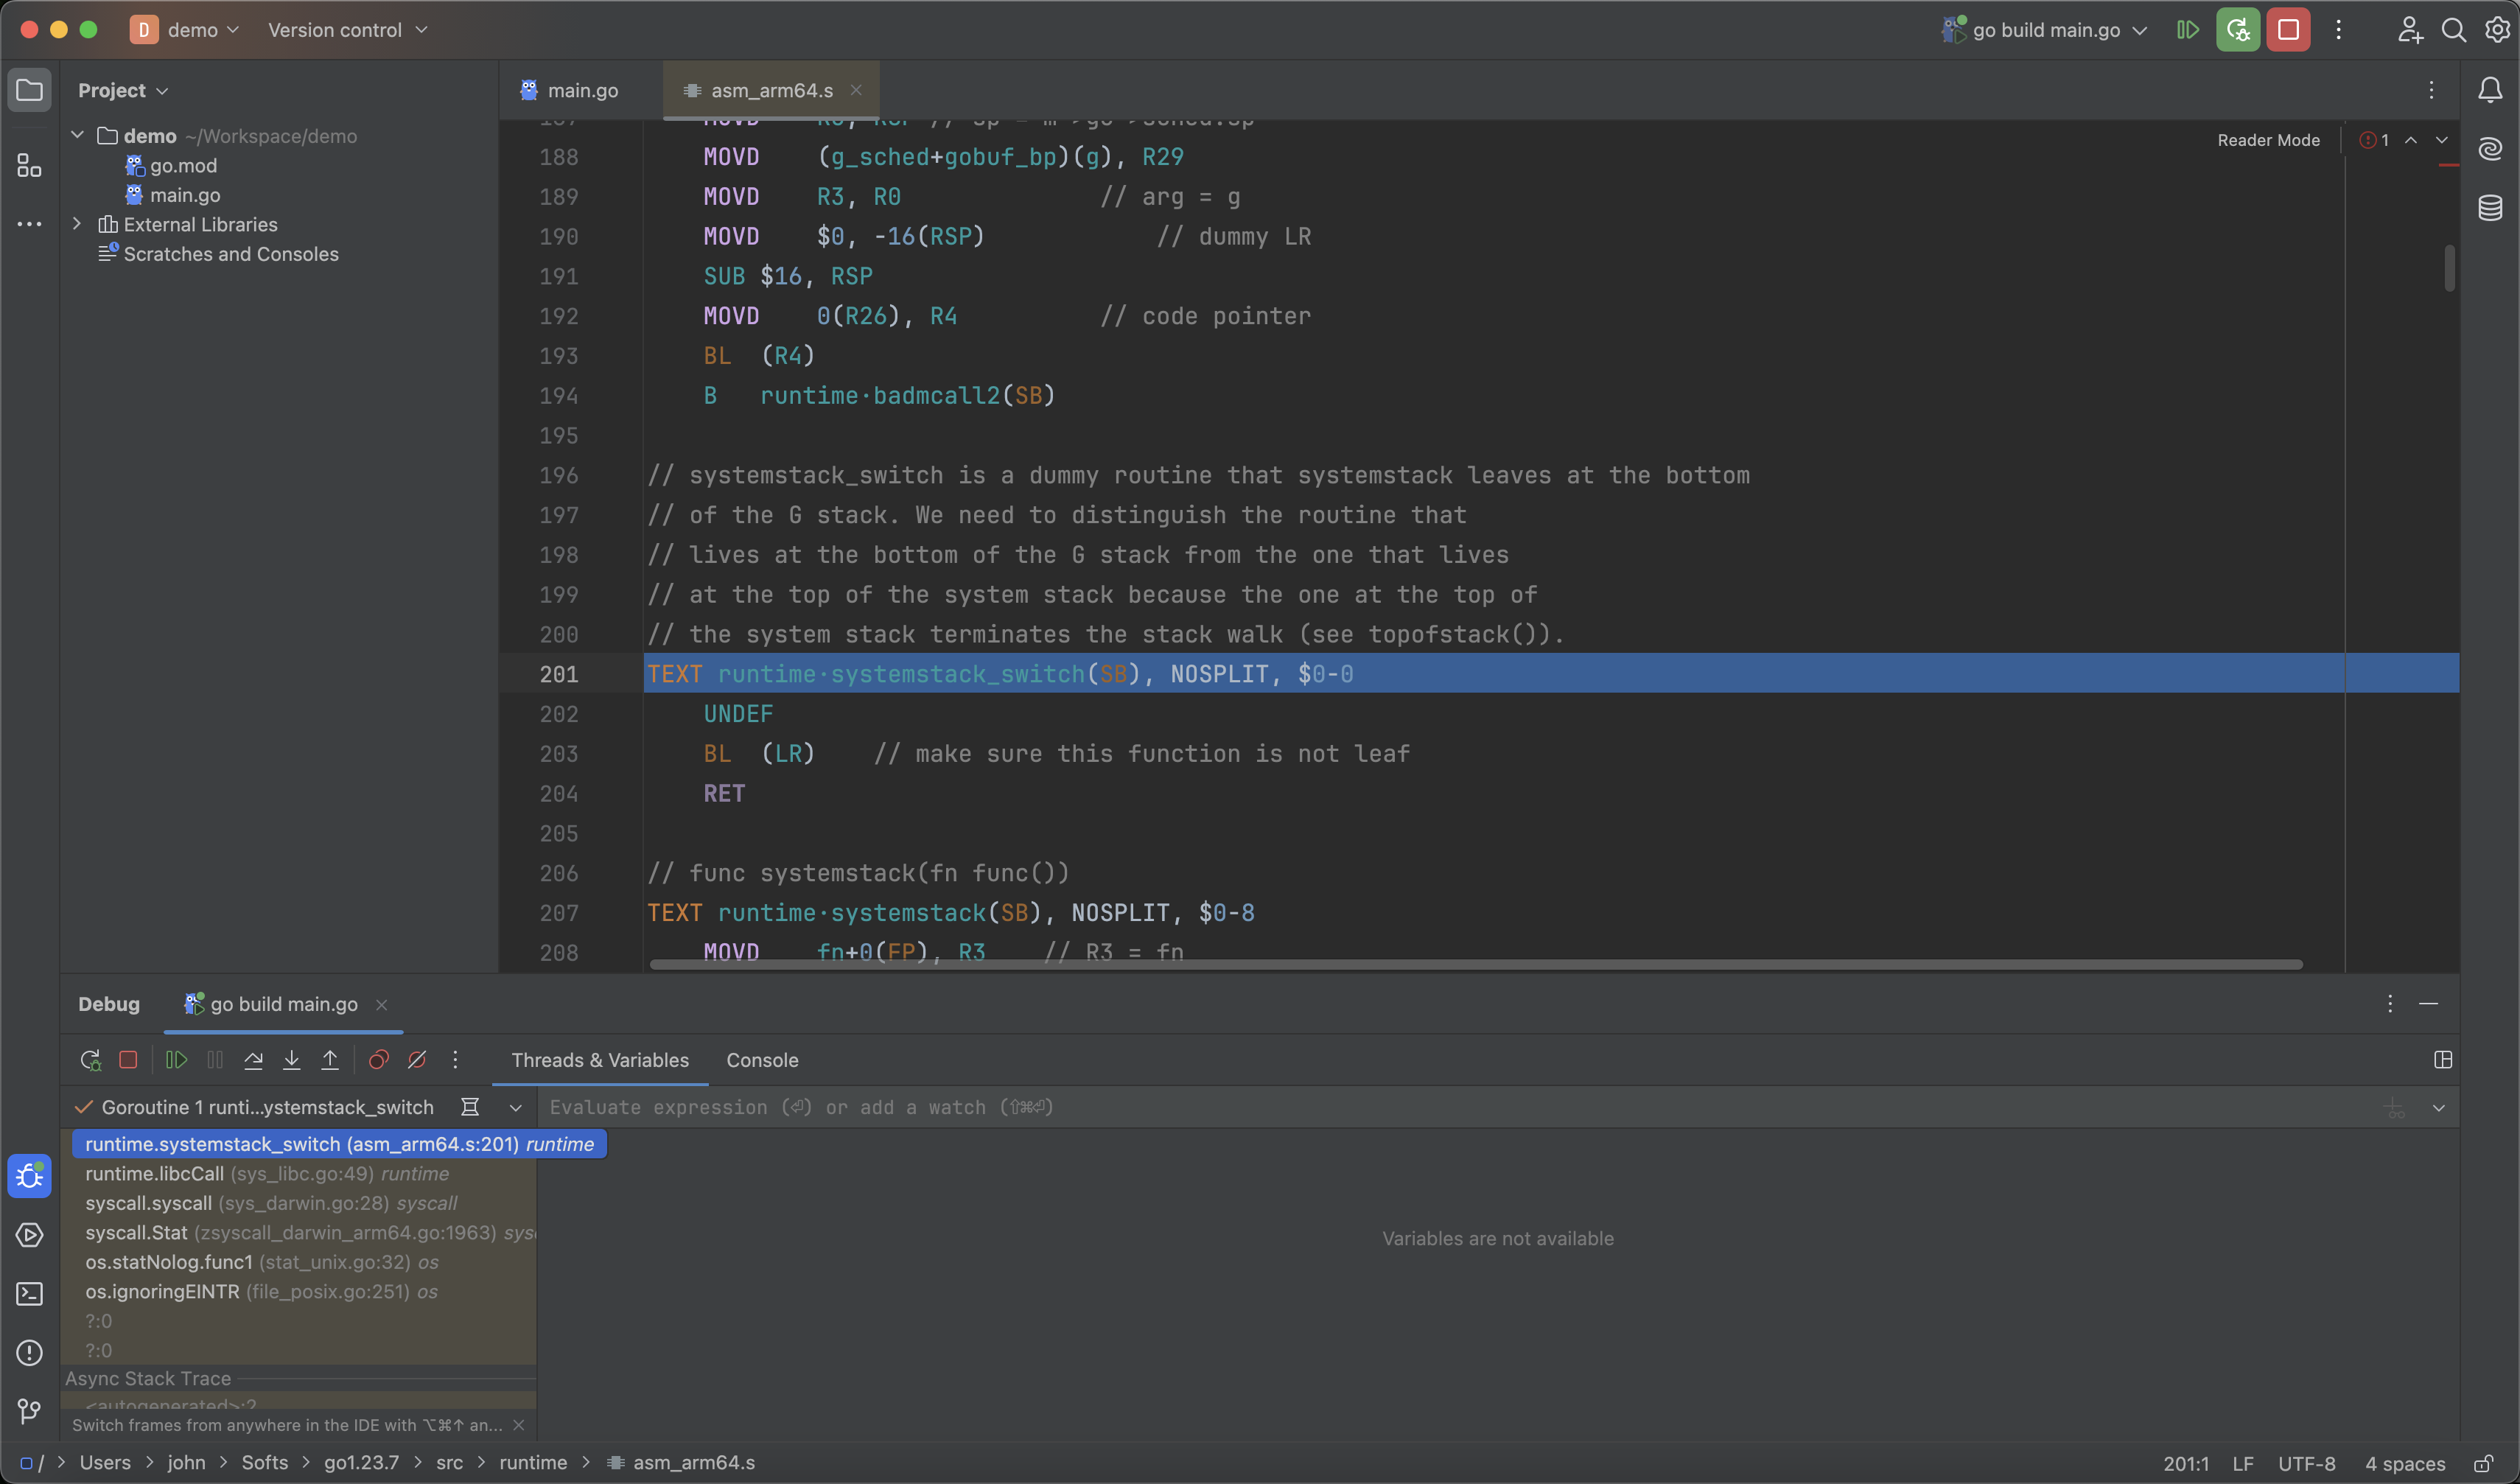 D demo Version control go build main.go
Project
demo ~/Workspace/demo
go.mod
main.go
External Libraries
Scratches and Consoles
main.go asm_arm64.s
Reader Mode 1
188 MOVD (g_sched+gobuf_bp)(g), R29
189 MOVD R3, R0 // arg = g
190 MOVD $0, -16(RSP) // dummy LR
191 SUB $16, RSP
192 MOVD 0(R26), R4 // code pointer
193 BL (R4)
194 B runtime·badmcall2(SB)
195
196 // systemstack_switch is a dummy routine that systemstack leaves at the bottom
197 // of the G stack. We need to distinguish the routine that
198 // lives at the bottom of the G stack from the one that lives
199 // at the top of the system stack because the one at the top of
200 // the system stack terminates the stack walk (see topofstack()).
201 TEXT runtime·systemstack_switch(SB), NOSPLIT, $0-0
202 UNDEF
203 BL (LR) // make sure this function is not leaf
204 RET
205
206 // func systemstack(fn func())
207 TEXT runtime·systemstack(SB), NOSPLIT, $0-8
208 MOVD fn+0(FP), R3 // R3 = fn
Debug go build main.go
Threads & Variables Console
Goroutine 1 runti...ystemstack_switch
Evaluate expression (⏎) or add a watch (⇧⌘⏎)
runtime.systemstack_switch (asm_arm64.s:201) runtime
runtime.libcCall (sys_libc.go:49) runtime
syscall.syscall (sys_darwin.go:28) syscall
syscall.Stat (zsyscall_darwin_arm64.go:1963)
os.statNolog.func1 (stat_unix.go:32) os
os.ignoringEINTR (file_posix.go:251) os
?:0
?:0
Async Stack Trace
<autogenerated>:2
Variables are not available
Switch frames from anywhere in the IDE with ⌥⌘↑ an...
/ > Users > john > Softs > go1.23.7 > src > runtime > asm_arm64.s
201:1 LF UTF-8 4 spaces